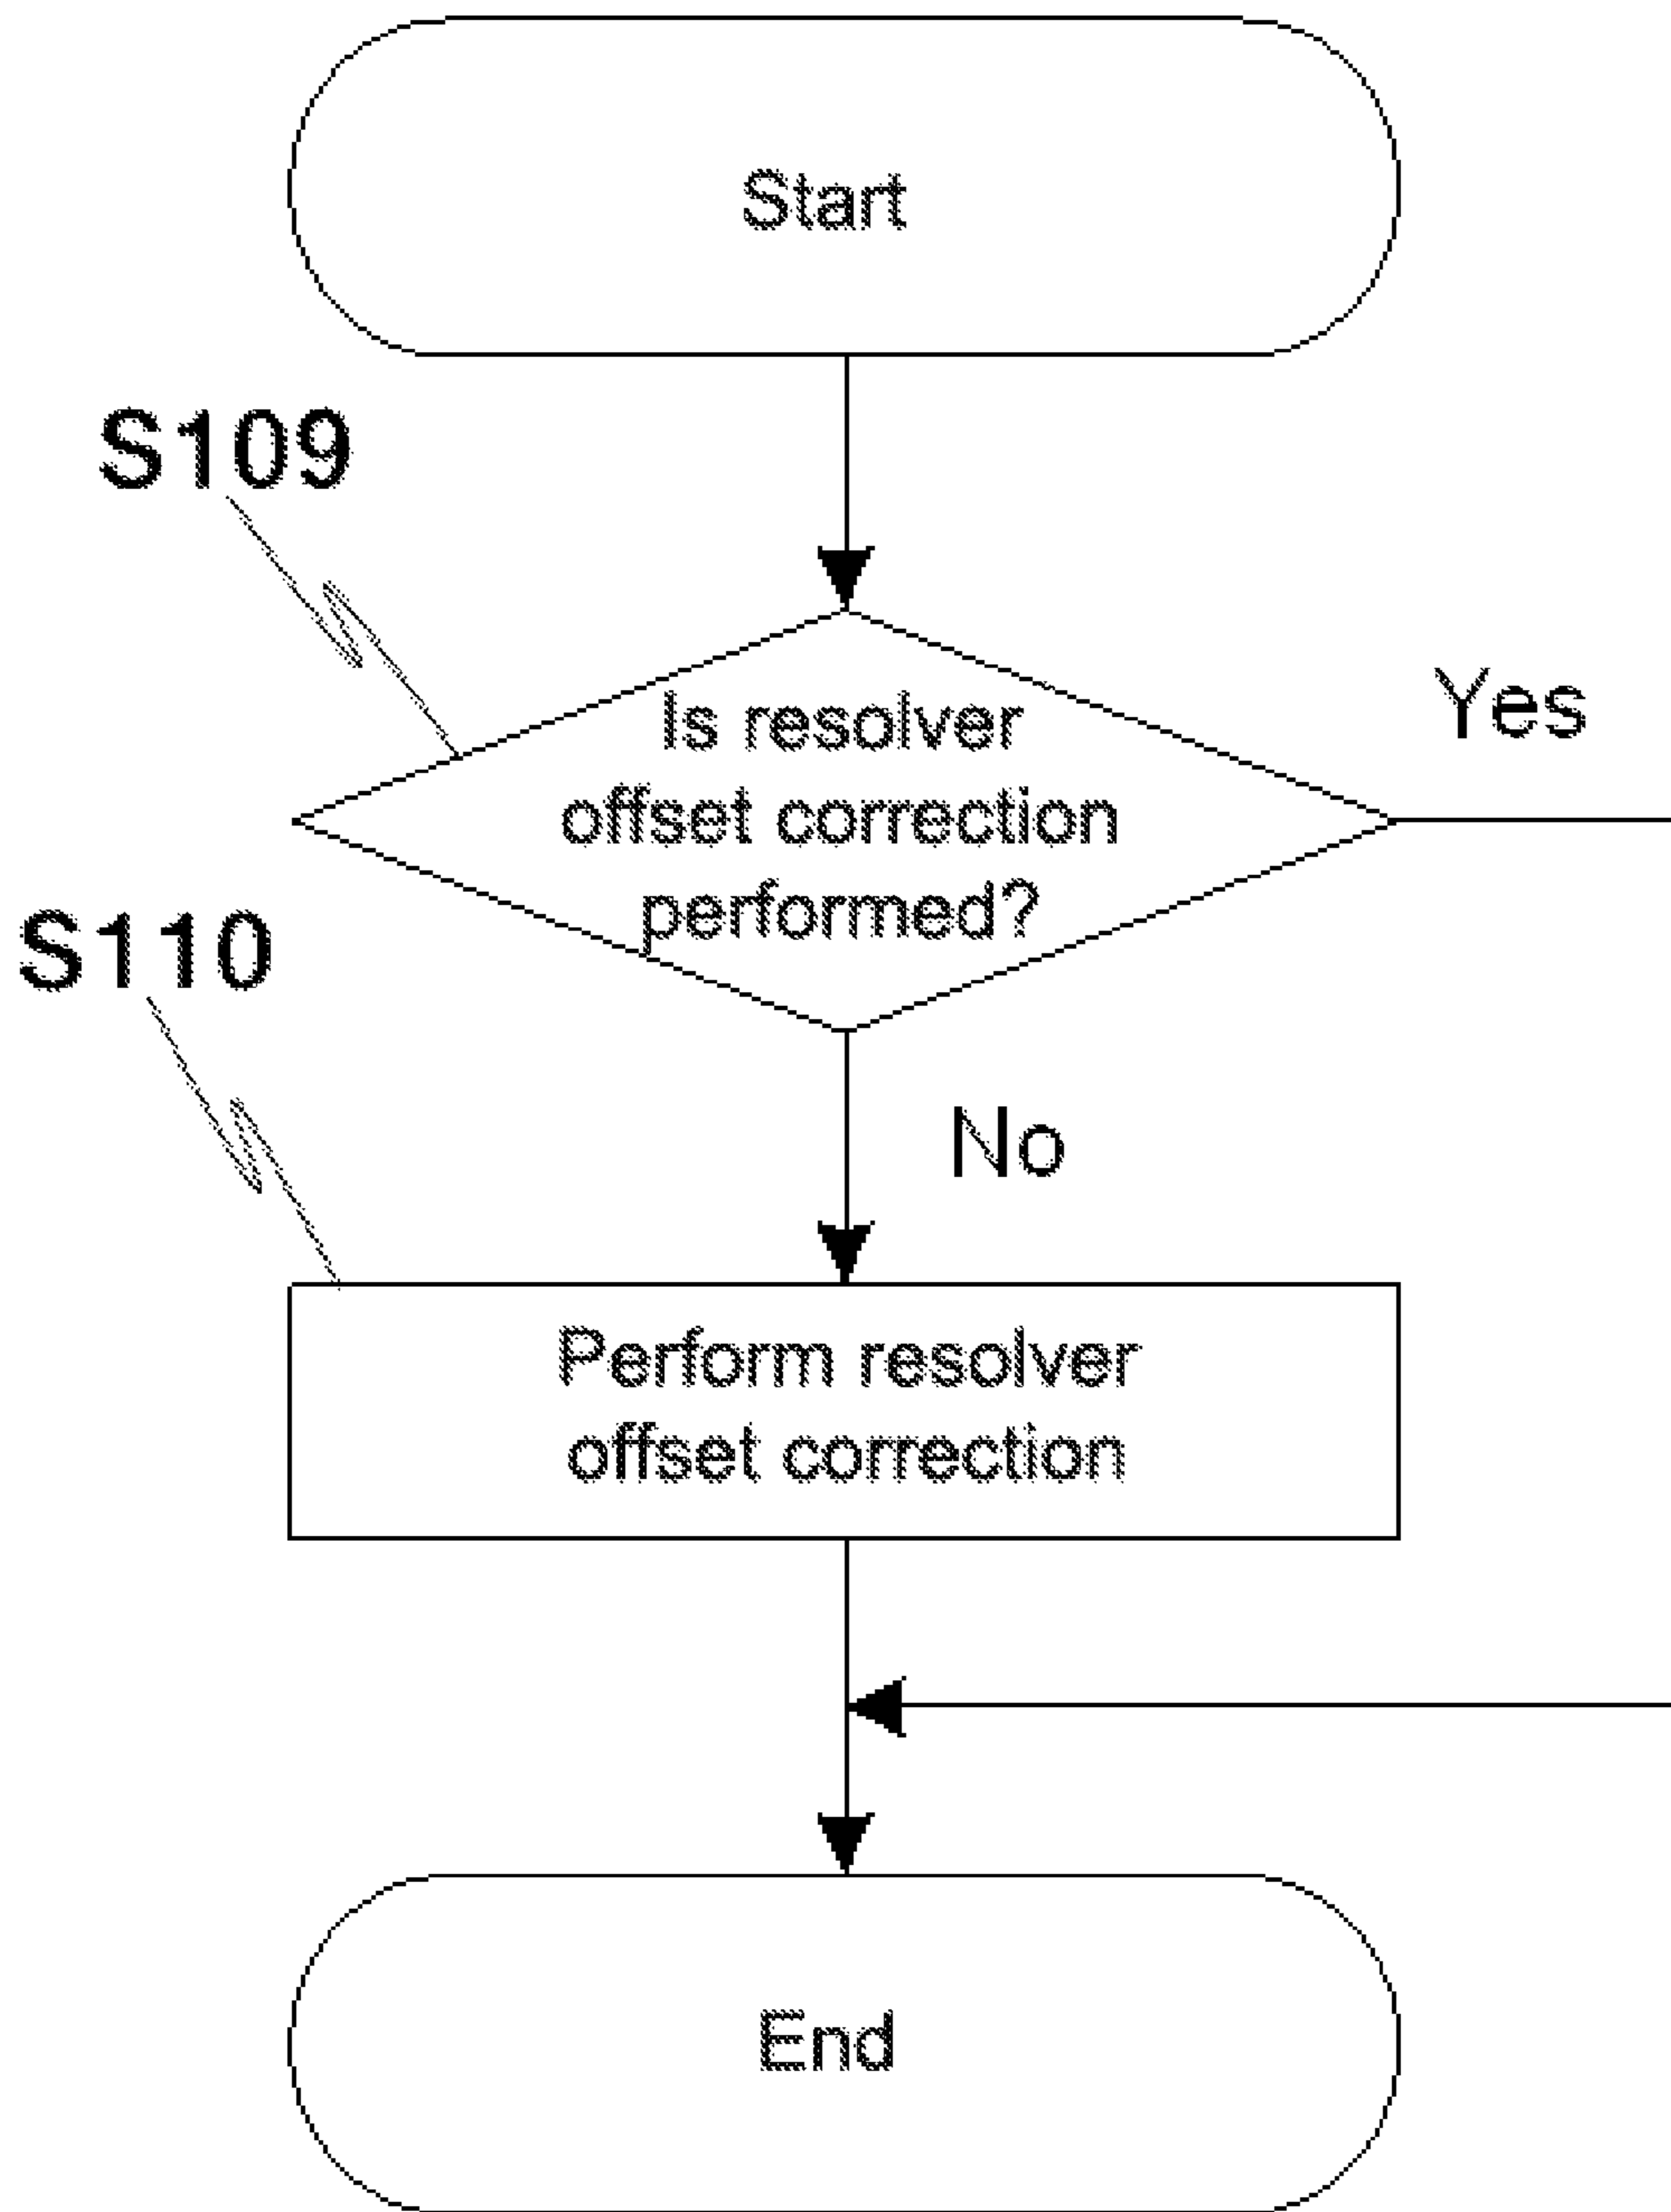 Start
S109
Is resolver
offset correction
performed?
Yes
S110
No
Perform resolver
offset correction
End